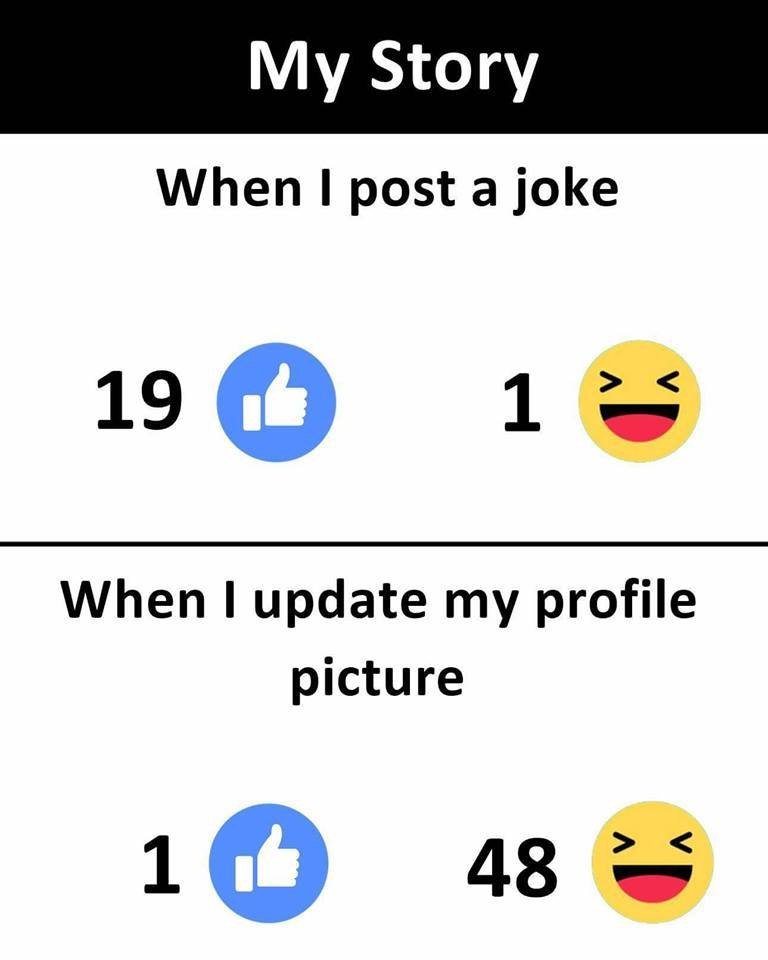 My Story
When I post a joke
19 1
When I update my profile
picture
1 48